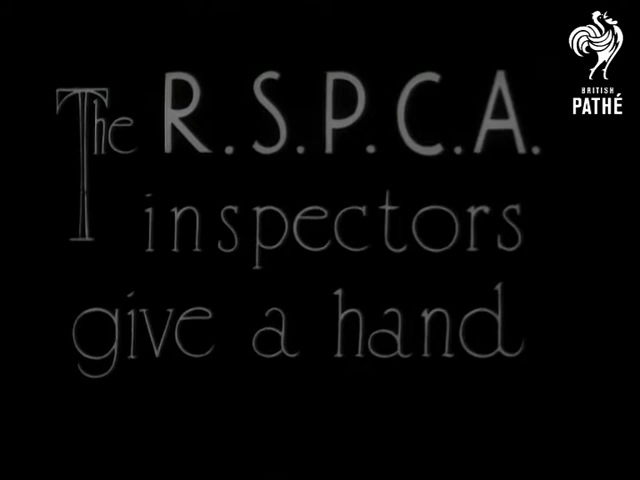 The R.S.P.C.A.
inspectors
give a hand
BRITISH
PATHÉ